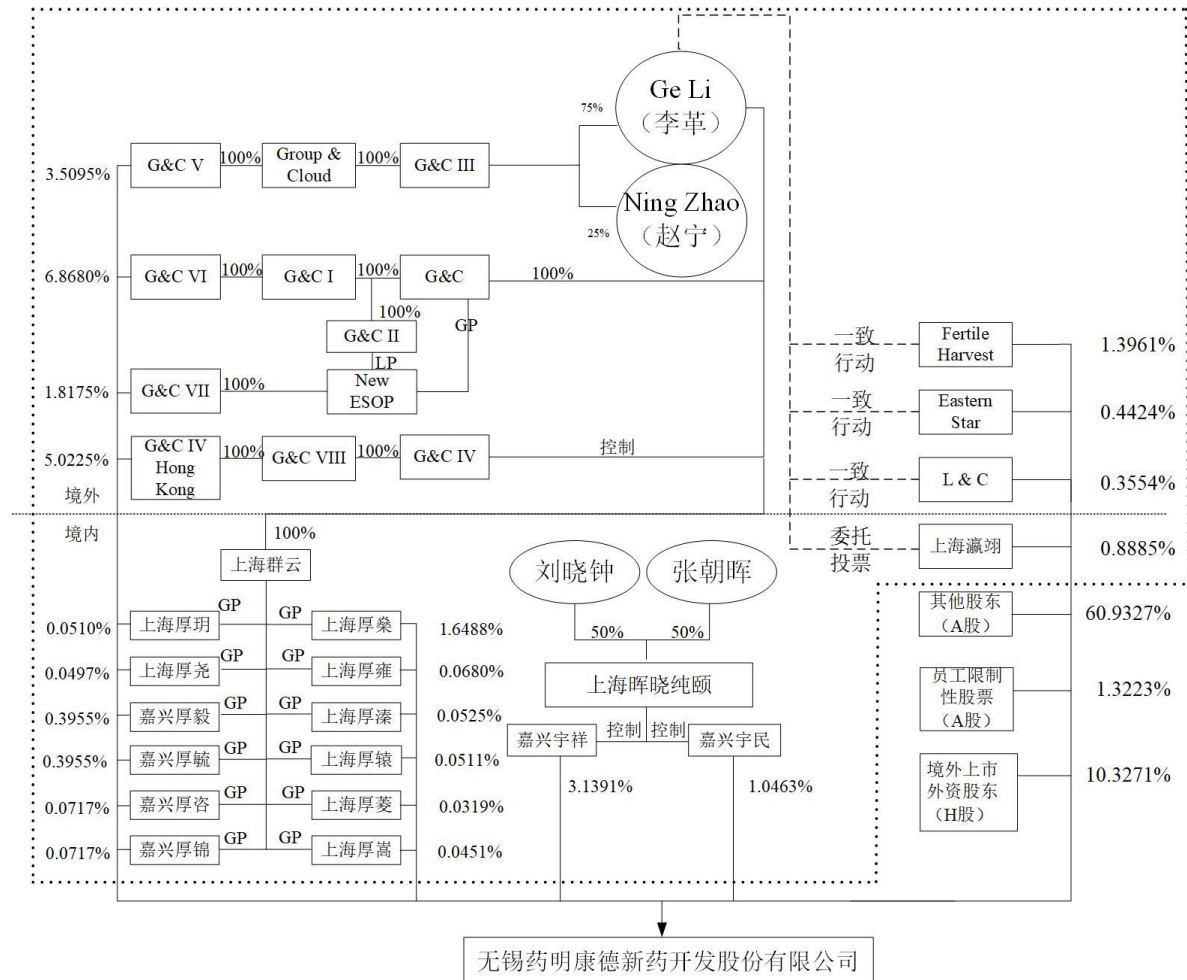 Ge Li
（李革）
75%
G&C V
100%
Group &
Cloud
100%
G&C III
3.5095%
Ning Zhao
（赵宁）
25%
6.8680%
G&C VI
100%
G&C I
100%
G&C
100%
100%
GP
G&C II
LP
1.8175%
G&C VII
100%
New
ESOP
5.0225%
G&C IV
Hong
Kong
100%
G&C VIII
100%
G&C IV
控制
一致
行动
Fertile
Harvest
1.3961%
一致
行动
Eastern
Star
0.4424%
一致
行动
L & C
0.3554%
境外
境内
委托
投票
上海瀛翊
0.8885%
100%
上海群云
刘晓钟
张朝晖
50%
50%
上海晖晓纯颐
控制
控制
嘉兴宇祥
嘉兴宇民
3.1391%
1.0463%
其他股东
（A股）
60.9327%
员工限制
性股票
（A股）
1.3223%
境外上市
外资股东
（H股）
10.3271%
0.0510%
上海厚玥
GP
GP
上海厚燊
1.6488%
0.0497%
上海厚尧
GP
GP
上海厚雍
0.0680%
0.3955%
嘉兴厚毅
GP
GP
上海厚溱
0.0525%
0.3955%
嘉兴厚毓
GP
GP
上海厚辕
0.0511%
0.0717%
嘉兴厚咨
GP
GP
上海厚菱
0.0319%
0.0717%
嘉兴厚锦
GP
GP
上海厚嵩
0.0451%
无锡药明康德新药开发股份有限公司